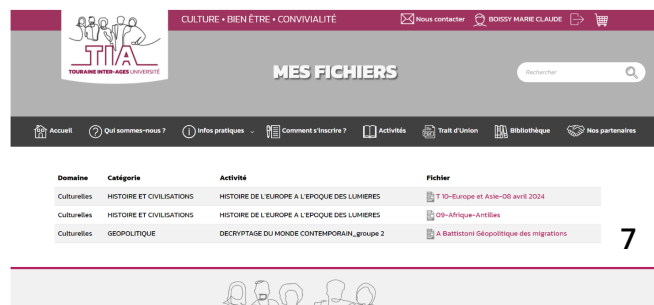 CULTURE • BIEN ÊTRE • CONVIVIALITÉ
Nous contacter
BOISSY MARIE CLAUDE
TIA
TOURAINE INTER-AGES UNIVERSITÉ
MES FICHIERS
Rechercher
Accueil
Qui sommes-nous ?
Infos pratiques
Comment s'inscrire ?
Activités
Trait d'Union
Bibliothèque
Nos partenaires
Domaine Catégorie Activité Fichier
Culturelles HISTOIRE ET CIVILISATIONS HISTOIRE DE L'EUROPE A L'EPOQUE DES LUMIERES T 10-Europe et Asie-08 avril 2024
Culturelles HISTOIRE ET CIVILISATIONS HISTOIRE DE L'EUROPE A L'EPOQUE DES LUMIERES 09-Afrique-Antilles
Culturelles GEOPOLITIQUE DECRYPTAGE DU MONDE CONTEMPORAIN_groupe 2 A Battistoni Géopolitique des migrations
7